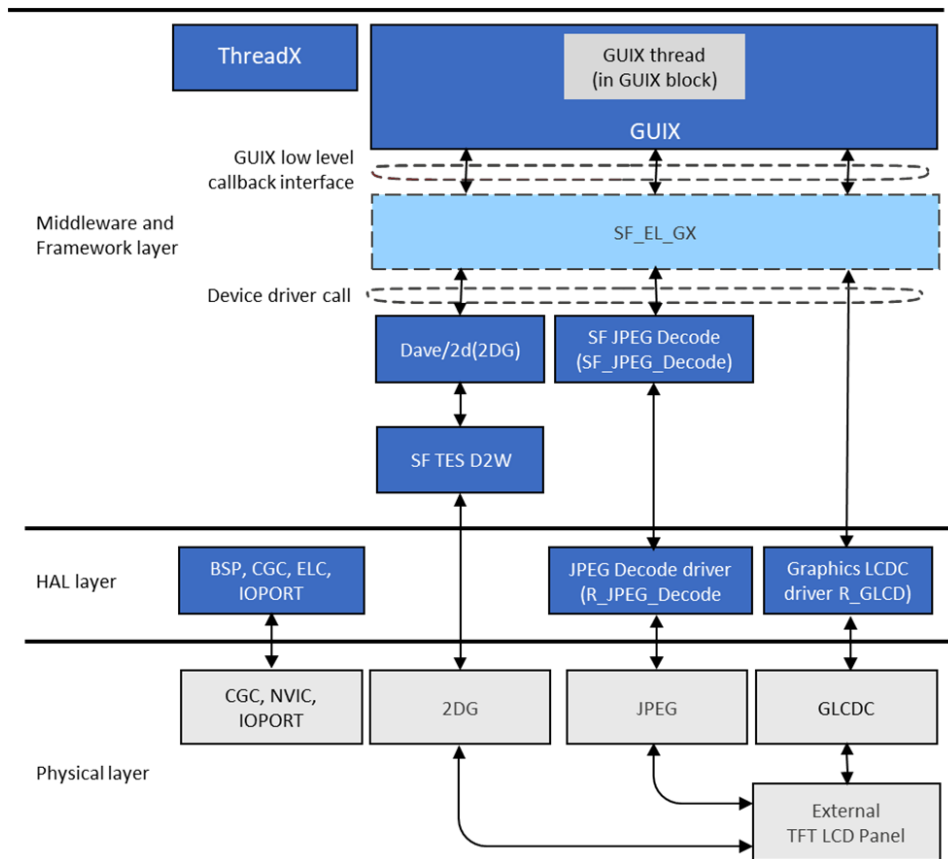 ThreadX
GUIX thread
(in GUIX block)
GUIX
GUIX low level
callback interface
Middleware and
Framework layer
SF_EL_GX
Device driver call
Dave/2d(2DG)
SF JPEG Decode
(SF_JPEG_Decode)
SF TES D2W
HAL layer
BSP, CGC, ELC,
IOPORT
JPEG Decode driver
(R_JPEG_Decode
Graphics LCDC
driver R_GLCD)
CGC, NVIC,
IOPORT
2DG
JPEG
GLCDC
Physical layer
External
TFT LCD Panel